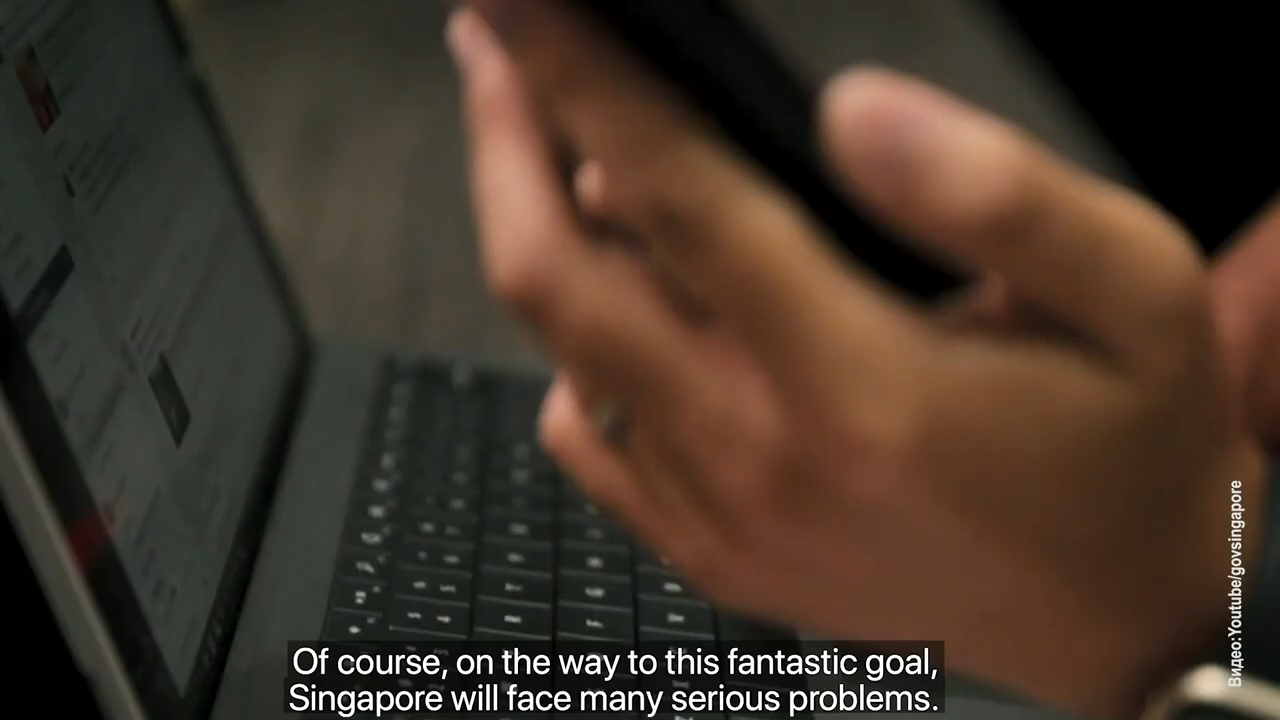 Of course, on the way to this fantastic goal,
Singapore will face many serious problems.
Видео:Youtube/govsingapore